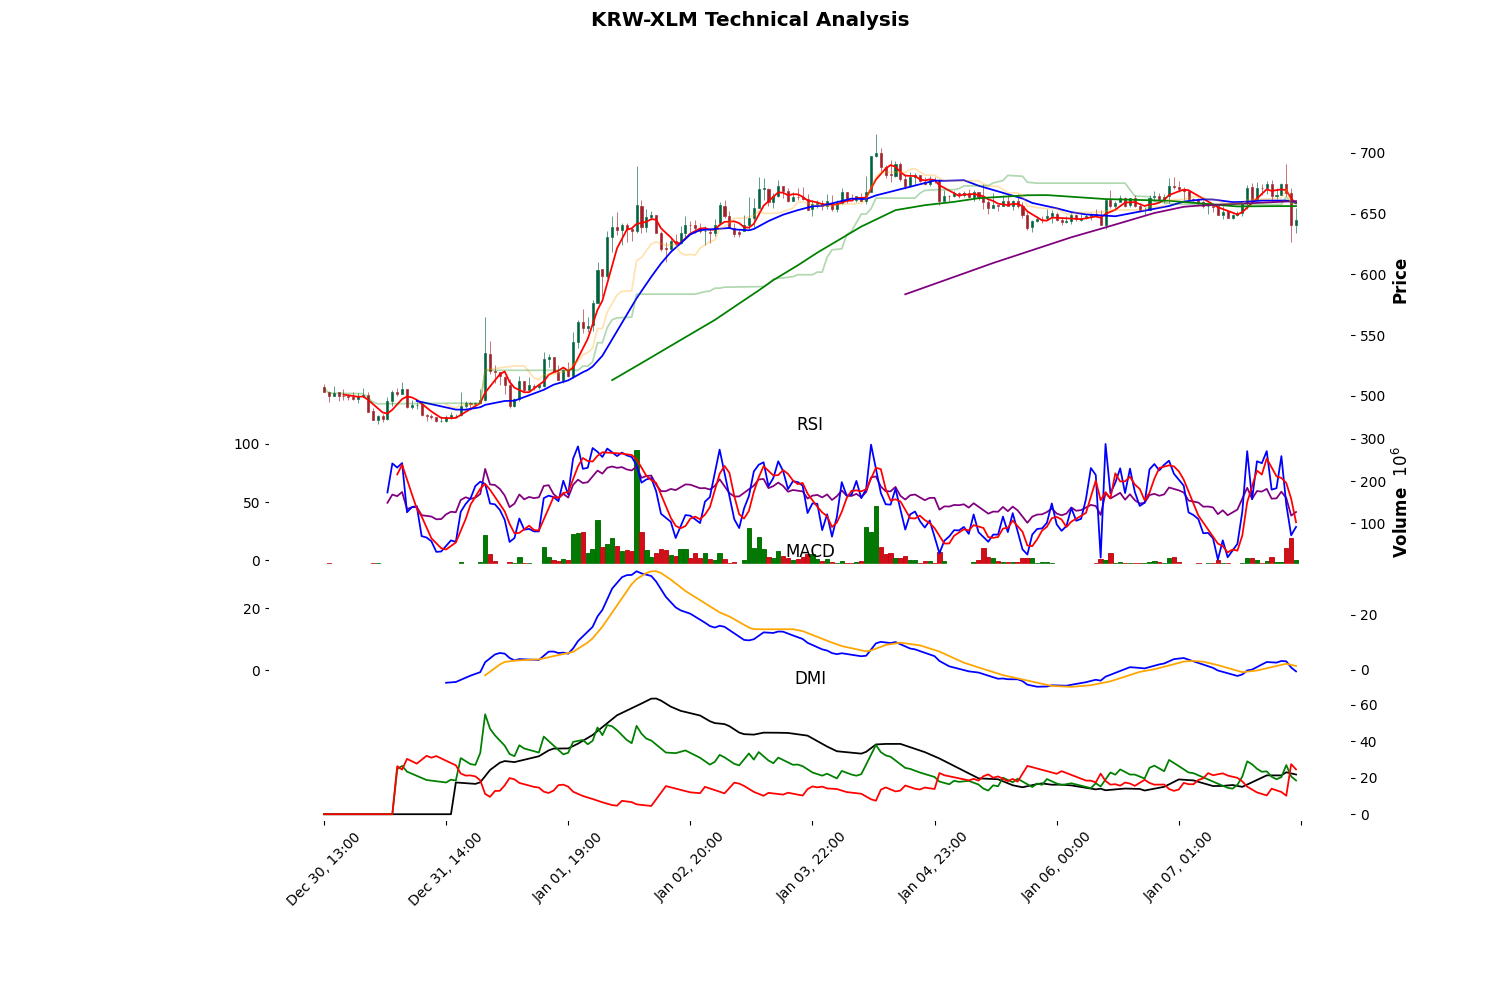 KRW-XLM Technical Analysis
700
650
600
550
500
Price
RSI
100
50
0
300
200
100
Volume 10^6
MACD
20
0
20
0
DMI
60
40
20
0
Dec 30, 13:00
Dec 31, 14:00
Jan 01, 19:00
Jan 02, 20:00
Jan 03, 22:00
Jan 04, 23:00
Jan 06, 00:00
Jan 07, 01:00